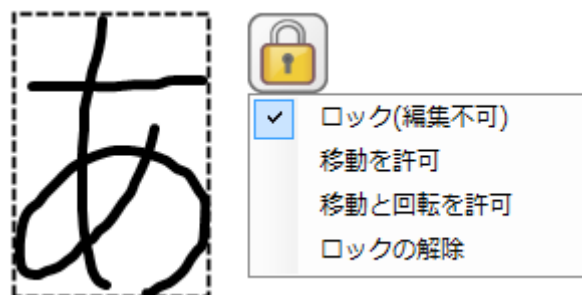 あ
ロック(編集不可)
移動を許可
移動と回転を許可
ロックの解除